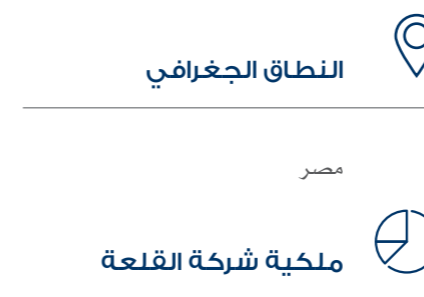 النطاق الجغرافي
مصر
ملكية شركة القلعة